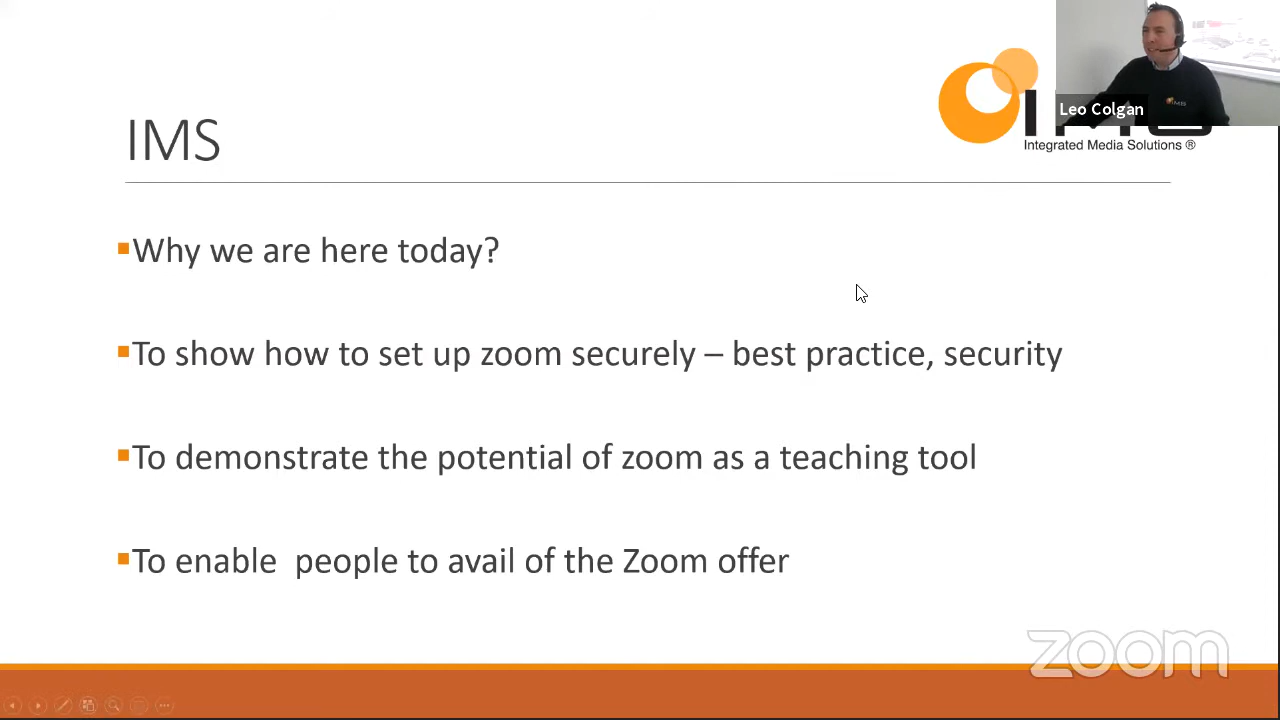 Leo Colgan
IMS
Integrated Media Solutions ®
Why we are here today?
To show how to set up zoom securely – best practice, security
To demonstrate the potential of zoom as a teaching tool
To enable  people to avail of the Zoom offer
zoom